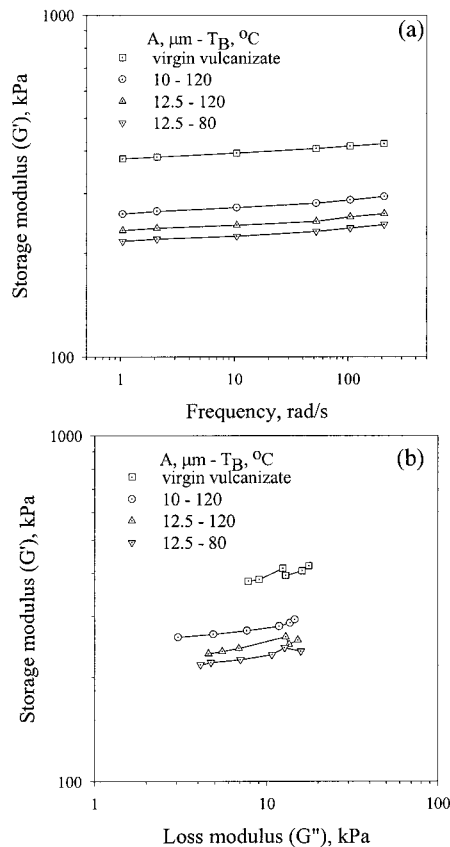 1000
(a)
A, μm - T_B, °C
virgin vulcanizate
10 - 120
12.5 - 120
12.5 - 80
Storage modulus (G'), kPa
100
1
10
100
Frequency, rad/s
1000
(b)
A, μm - T_B, °C
virgin vulcanizate
10 - 120
12.5 - 120
12.5 - 80
Storage modulus (G'), kPa
100
1
10
100
Loss modulus (G"), kPa